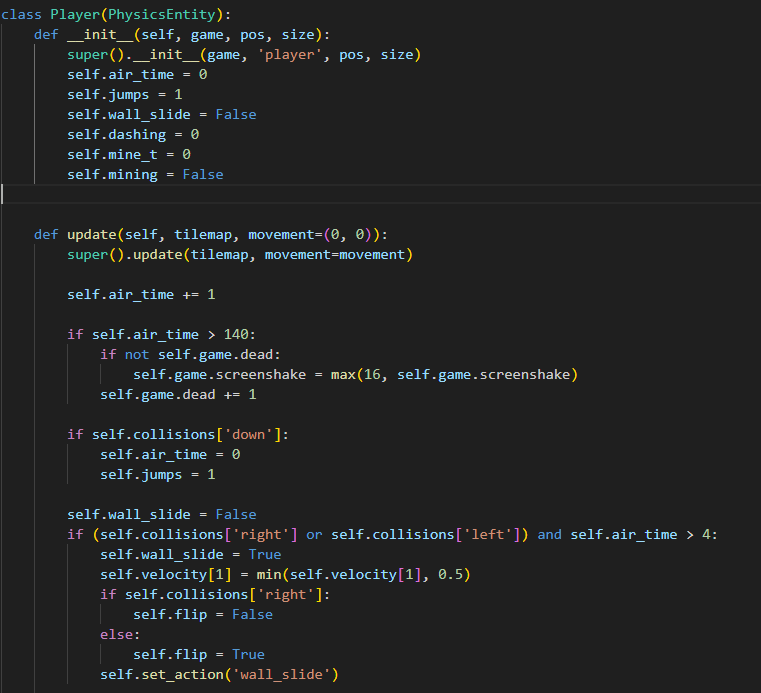 class Player(PhysicsEntity):
    def __init__(self, game, pos, size):
        super().__init__(game, 'player', pos, size)
        self.air_time = 0
        self.jumps = 1
        self.wall_slide = False
        self.dashing = 0
        self.mine_t = 0
        self.mining = False

    def update(self, tilemap, movement=(0, 0)):
        super().update(tilemap, movement=movement)

        self.air_time += 1

        if self.air_time > 140:
            if not self.game.dead:
                self.game.screenshake = max(16, self.game.screenshake)
            self.game.dead += 1

        if self.collisions['down']:
            self.air_time = 0
            self.jumps = 1

        self.wall_slide = False
        if (self.collisions['right'] or self.collisions['left']) and self.air_time > 4:
            self.wall_slide = True
            self.velocity[1] = min(self.velocity[1], 0.5)
            if self.collisions['right']:
                self.flip = False
            else:
                self.flip = True
            self.set_action('wall_slide')